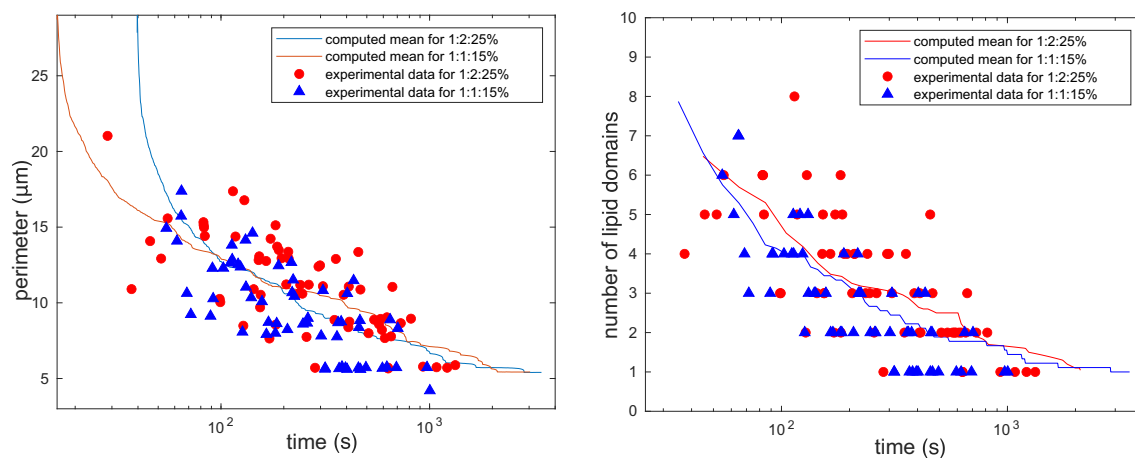 computed mean for 1:2:25%
computed mean for 1:1:15%
experimental data for 1:2:25%
experimental data for 1:1:15%
25
20
15
10
5
perimeter (µm)
10²
10³
time (s)
computed mean for 1:2:25%
computed mean for 1:1:15%
experimental data for 1:2:25%
experimental data for 1:1:15%
10
9
8
7
6
5
4
3
2
1
0
number of lipid domains
10²
10³
time (s)